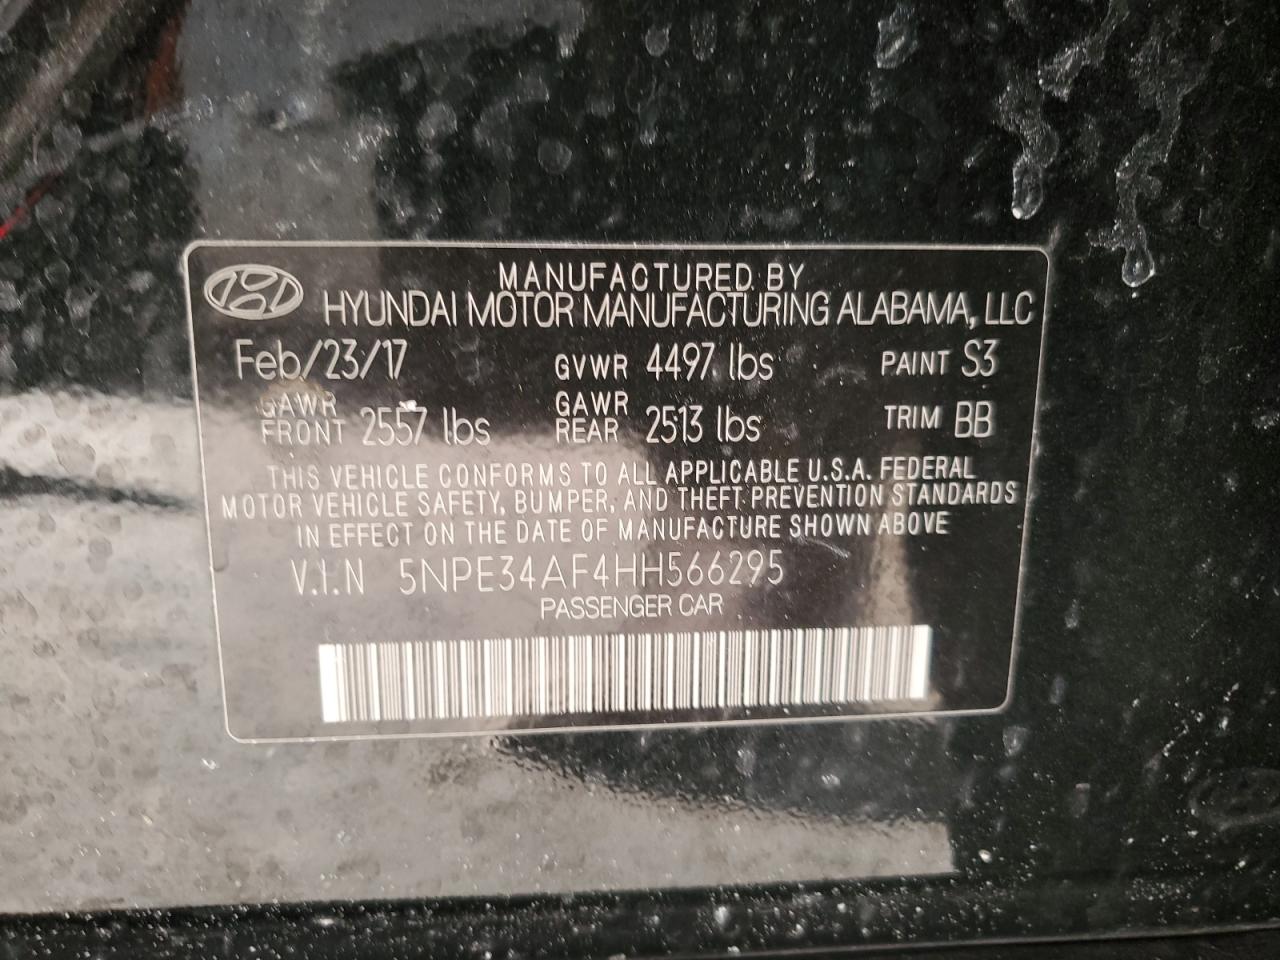 MANUFACTURED BY
HYUNDAI MOTOR MANUFACTURING ALABAMA, LLC
Feb/23/17 GVWR 4497 lbs PAINT S3
GAWR FRONT 2557 lbs GAWR REAR 2513 lbs TRIM BB
THIS VEHICLE CONFORMS TO ALL APPLICABLE U.S.A. FEDERAL
MOTOR VEHICLE SAFETY, BUMPER, AND THEFT PREVENTION STANDARDS
IN EFFECT ON THE DATE OF MANUFACTURE SHOWN ABOVE
V.I.N 5NPE34AF4HH566295
PASSENGER CAR